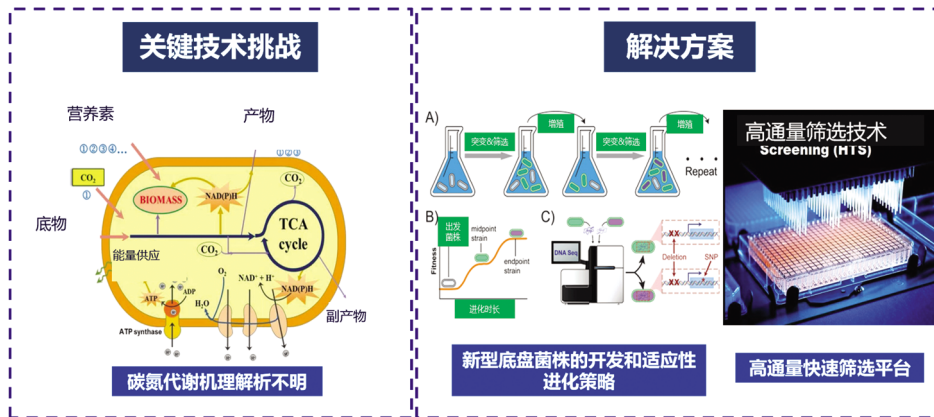 关键技术挑战
营养素
产物
①②③④...
①②③
CO2
①
CO2
BIOMASS
NAD(P)H
底物
TCA
cycle
CO2
能量供应
O2
NAD+ + H+
NAD(P)H
ATP
ADP
H2O
副产物
ATP synthase
e-
碳氮代谢机理解析不明
解决方案
A)
突变&筛选
增殖
突变&筛选
增殖
Repeat
B)
出发
菌株
midpoint
strain
endpoint
strain
Fitness
进化时长
C)
DNA Seq
XX
Deletion
SNP
XX
高通量筛选技术
Screening (HTS)
新型底盘菌株的开发和适应性
进化策略
高通量快速筛选平台